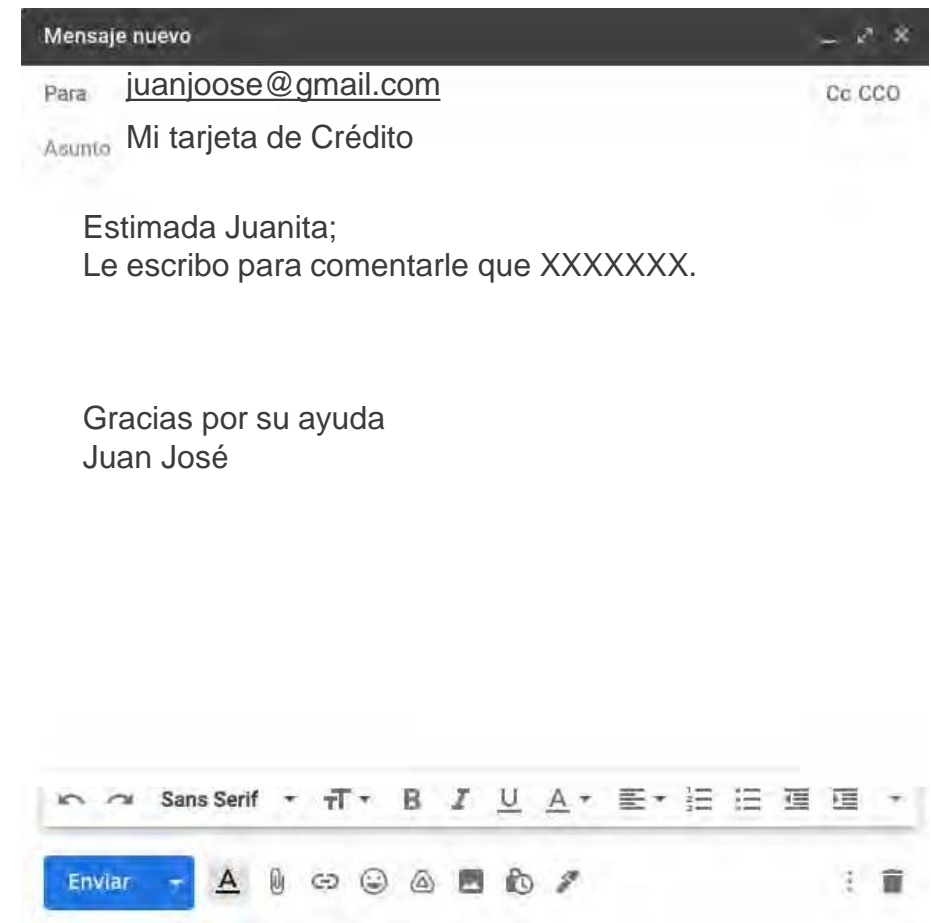 Mensaje nuevo
Para juanjoose@gmail.com Cc CCO
Asunto Mi tarjeta de Crédito
Estimada Juanita;
Le escribo para comentarle que XXXXXXX.
Gracias por su ayuda
Juan José
Sans Serif B I U A
Enviar A